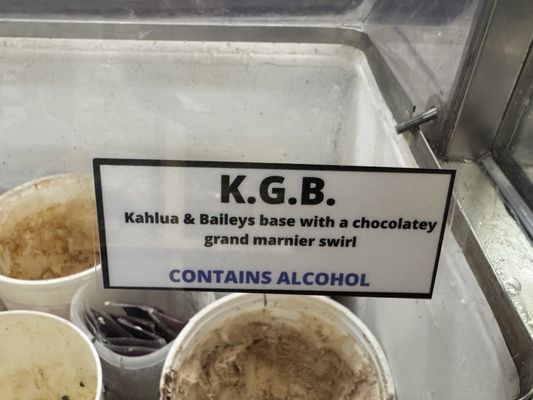 K.G.B.
Kahlua & Baileys base with a chocolatey
grand marnier swirl
CONTAINS ALCOHOL